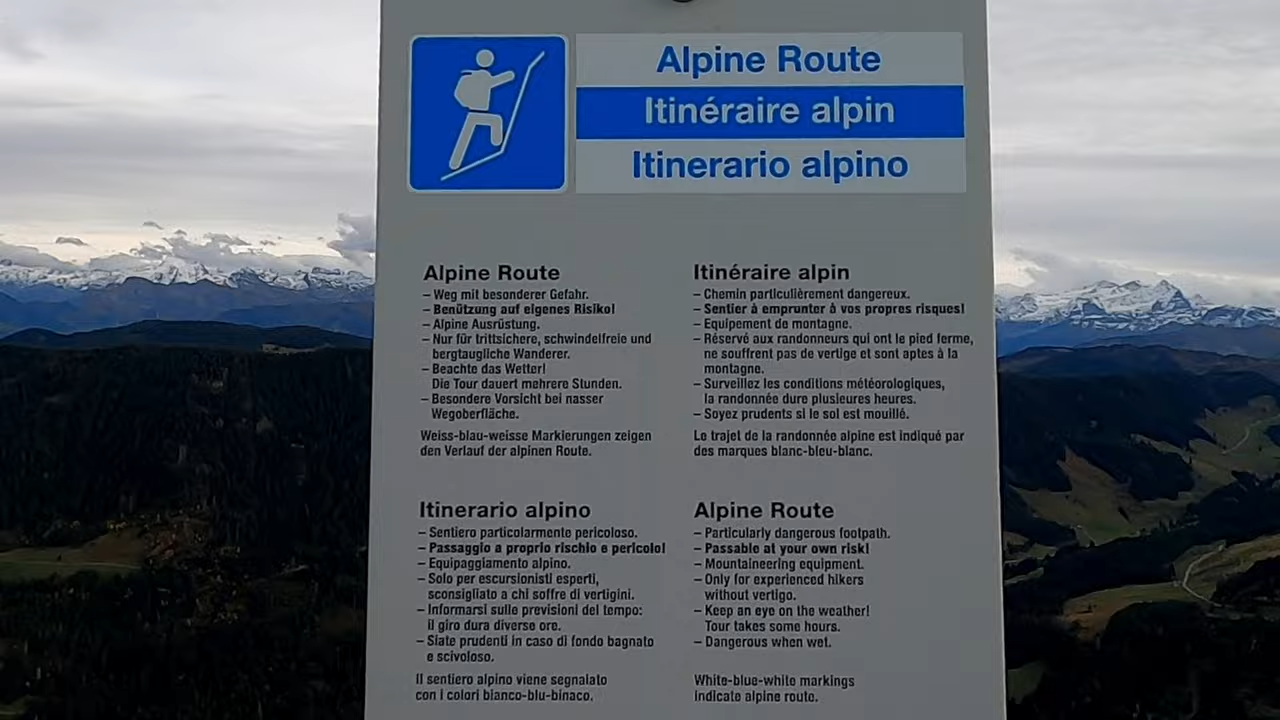 Alpine Route
Itinéraire alpin
Itinerario alpino
Alpine Route
– Weg mit besonderer Gefahr.
– Benützung auf eigenes Risiko!
– Alpine Ausrüstung.
– Nur für trittsichere, schwindelfreie und
bergtaugliche Wanderer.
– Beachte das Wetter!
Die Tour dauert mehrere Stunden.
– Besondere Vorsicht bei nasser
Wegoberfläche.
Weiss-blau-weisse Markierungen zeigen
den Verlauf der alpinen Route.
Itinéraire alpin
– Chemin particulièrement dangereux.
– Sentier à emprunter à vos propres risques!
– Equipement de montagne.
– Réservé aux randonneurs qui ont le pied ferme,
ne souffrent pas de vertige et sont aptes à la
montagne.
– Surveillez les conditions météorologiques,
la randonnée dure plusieures heures.
– Soyez prudents si le sol est mouillé.
Le trajet de la randonnée alpine est indiqué par
des marques blanc-bleu-blanc.
Itinerario alpino
– Sentiero particolarmento pericoloso.
– Passaggio a proprio rischio e pericolo!
– Equipaggiamento alpino.
– Solo per escursionisti esperti,
sconsigliato a chi soffre di vertigini.
– Informarsi sulle previsioni del tempo:
il giro dura diverse ore.
– Siate prudenti in caso di fondo bagnato
e scivoloso.
Il sentiero alpino viene segnalato
con i colori bianco-blu-binaco.
Alpine Route
– Particularly dangerous footpath.
– Passable at your own risk!
– Mountaineering equipment.
– Only for experienced hikers
without vertigo.
– Keep an eye on the weather!
Tour takes some hours.
– Dangerous when wet.
White-blue-white markings
indicate alpine route.